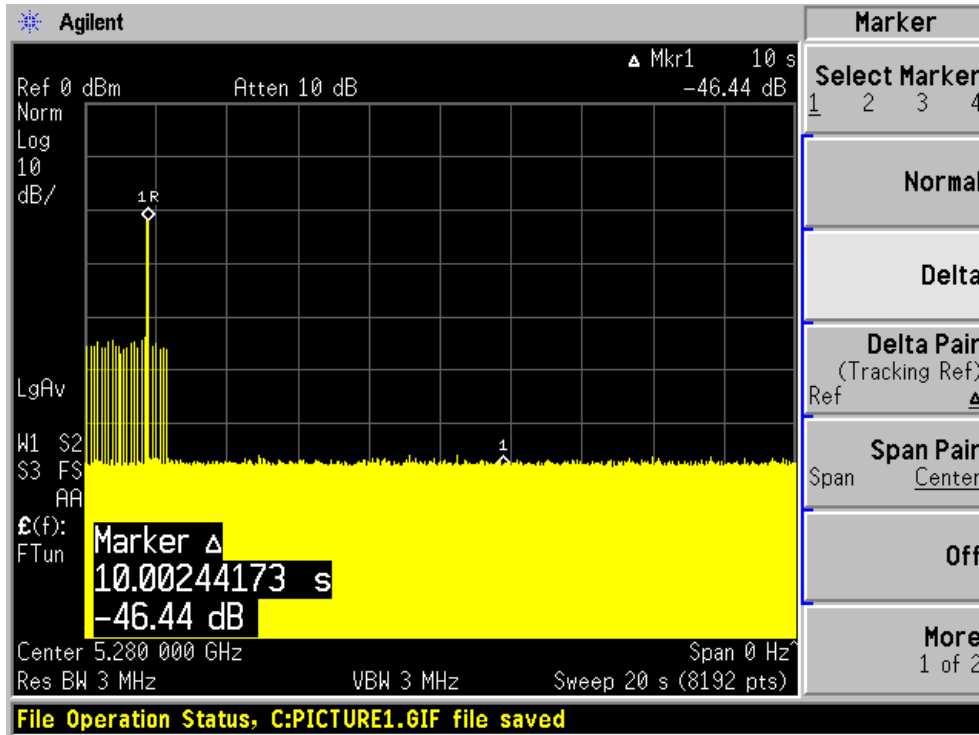 Agilent
Marker
Δ Mkr1 10 s
Ref 0 dBm Atten 10 dB -46.44 dB
Norm
Log
10
dB/
1R
LgAv
1
W1 S2
S3 FS
AA
£(f):
FTun
Marker Δ
10.00244173 s
-46.44 dB
Center 5.280 000 GHz Span 0 Hz^
Res BW 3 MHz VBW 3 MHz Sweep 20 s (8192 pts)
File Operation Status, C:PICTURE1.GIF file saved
Select Marker
1 2 3 4
Normal
Delta
Delta Pair
(Tracking Ref)
Ref Δ
Span Pair
Span Center
Off
More
1 of 2